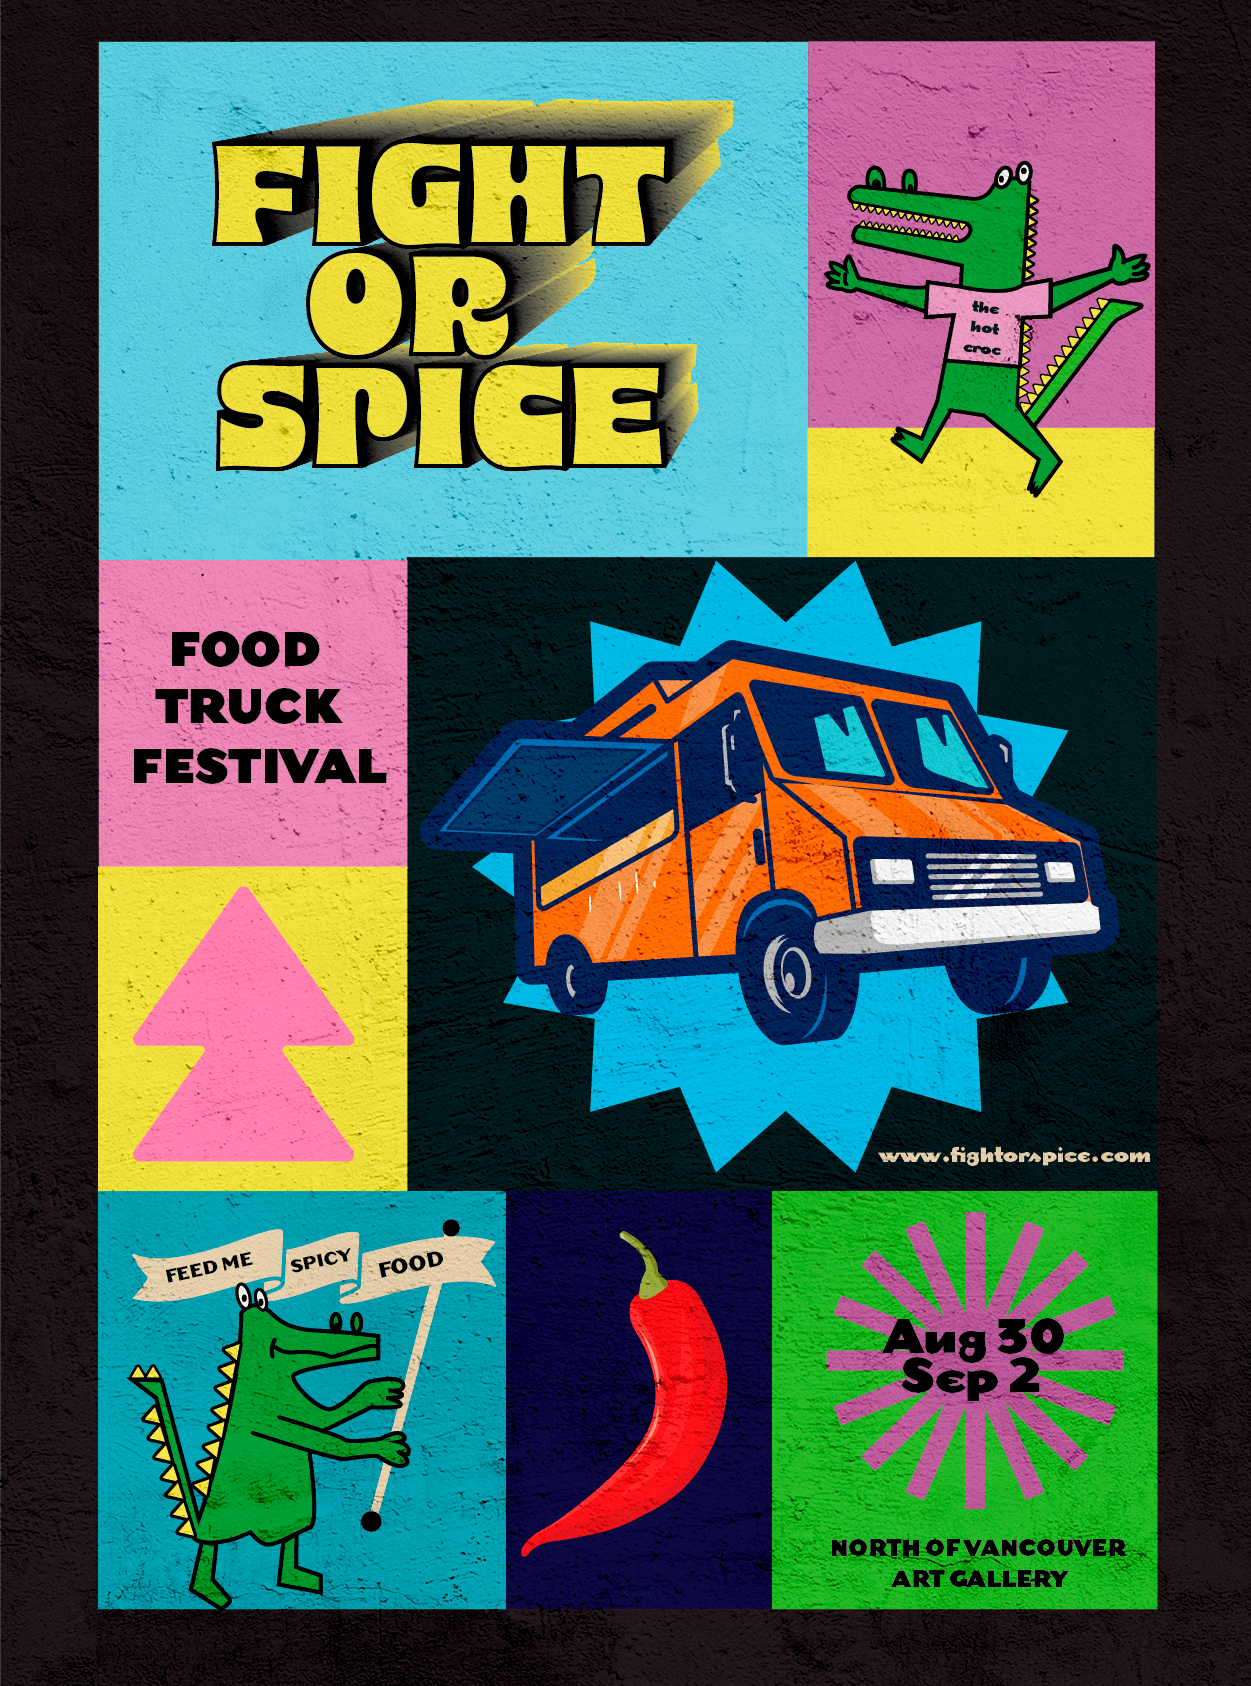 FIGHT
OR
SPICE
the
hot
croc
FOOD
TRUCK
FESTIVAL
www.fightorspice.com
FEED ME SPICY FOOD
Aug 30
Sep 2
NORTH OF VANCOUVER
ART GALLERY